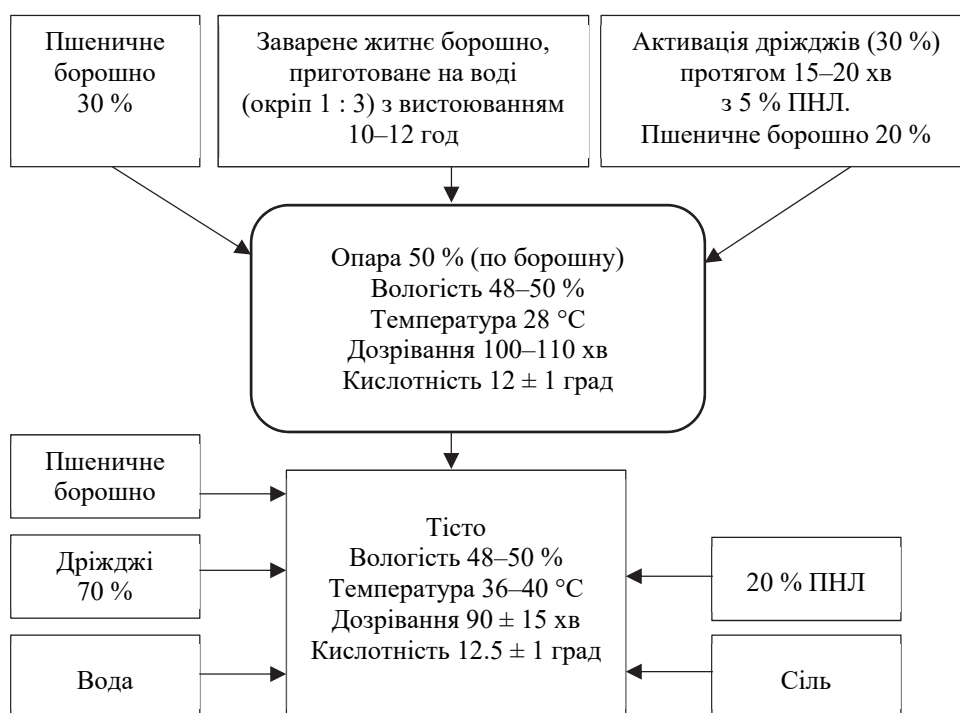 Пшеничне
борошно
30 %
Заварене житнє борошно,
приготоване на воді
(окріп 1 : 3) з вистоюванням
10–12 год
Активація дріжджів (30 %)
протягом 15–20 хв
з 5 % ПНЛ.
Пшеничне борошно 20 %
Опара 50 % (по борошну)
Вологість 48–50 %
Температура 28 °С
Дозрівання 100–110 хв
Кислотність 12 ± 1 град
Пшеничне
борошно
Дріжджі
70 %
Вода
Тісто
Вологість 48–50 %
Температура 36–40 °С
Дозрівання 90 ± 15 хв
Кислотність 12.5 ± 1 град
20 % ПНЛ
Сіль